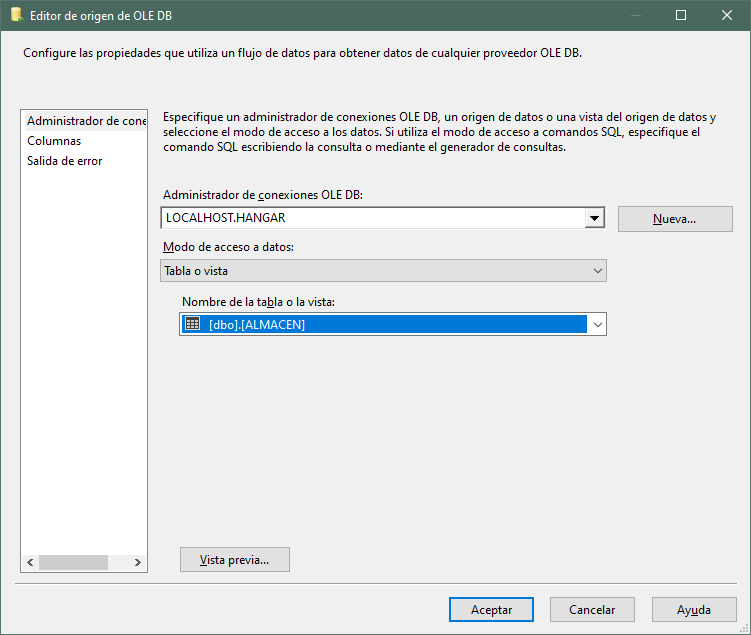 Editor de origen de OLE DB
Configure las propiedades que utiliza un flujo de datos para obtener datos de cualquier proveedor OLE DB.
Administrador de cone
Columnas
Salida de error
Especifique un administrador de conexiones OLE DB, un origen de datos o una vista del origen de datos y
seleccione el modo de acceso a los datos. Si utiliza el modo de acceso a comandos SQL, especifique el
comando SQL escribiendo la consulta o mediante el generador de consultas.
Administrador de conexiones OLE DB:
LOCALHOST.HANGAR
Nueva...
Modo de acceso a datos:
Tabla o vista
Nombre de la tabla o la vista:
[dbo].[ALMACEN]
Vista previa...
Aceptar
Cancelar
Ayuda